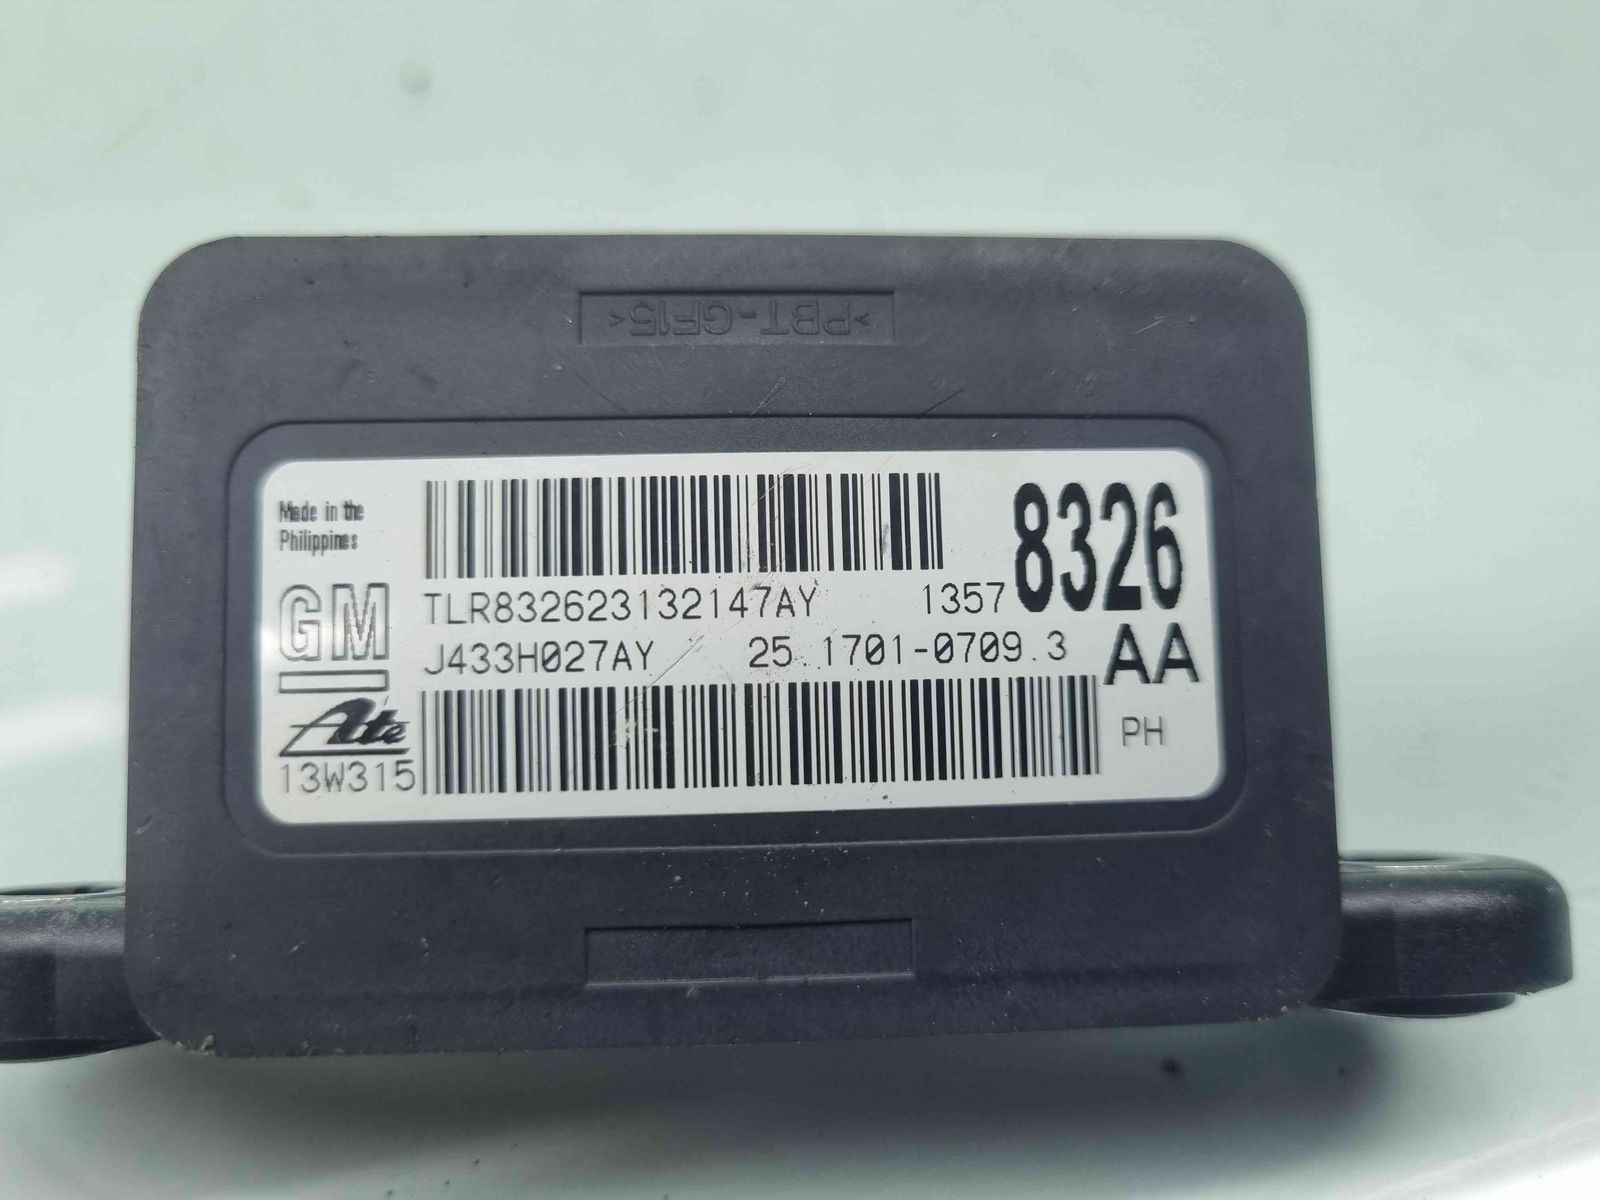 >PBT-GF15<
Made in the
Philippines
GM
TLR832623132147AY 1357 8326
J433H027AY 25.1701-0709.3 AA
Ate
13W315
PH